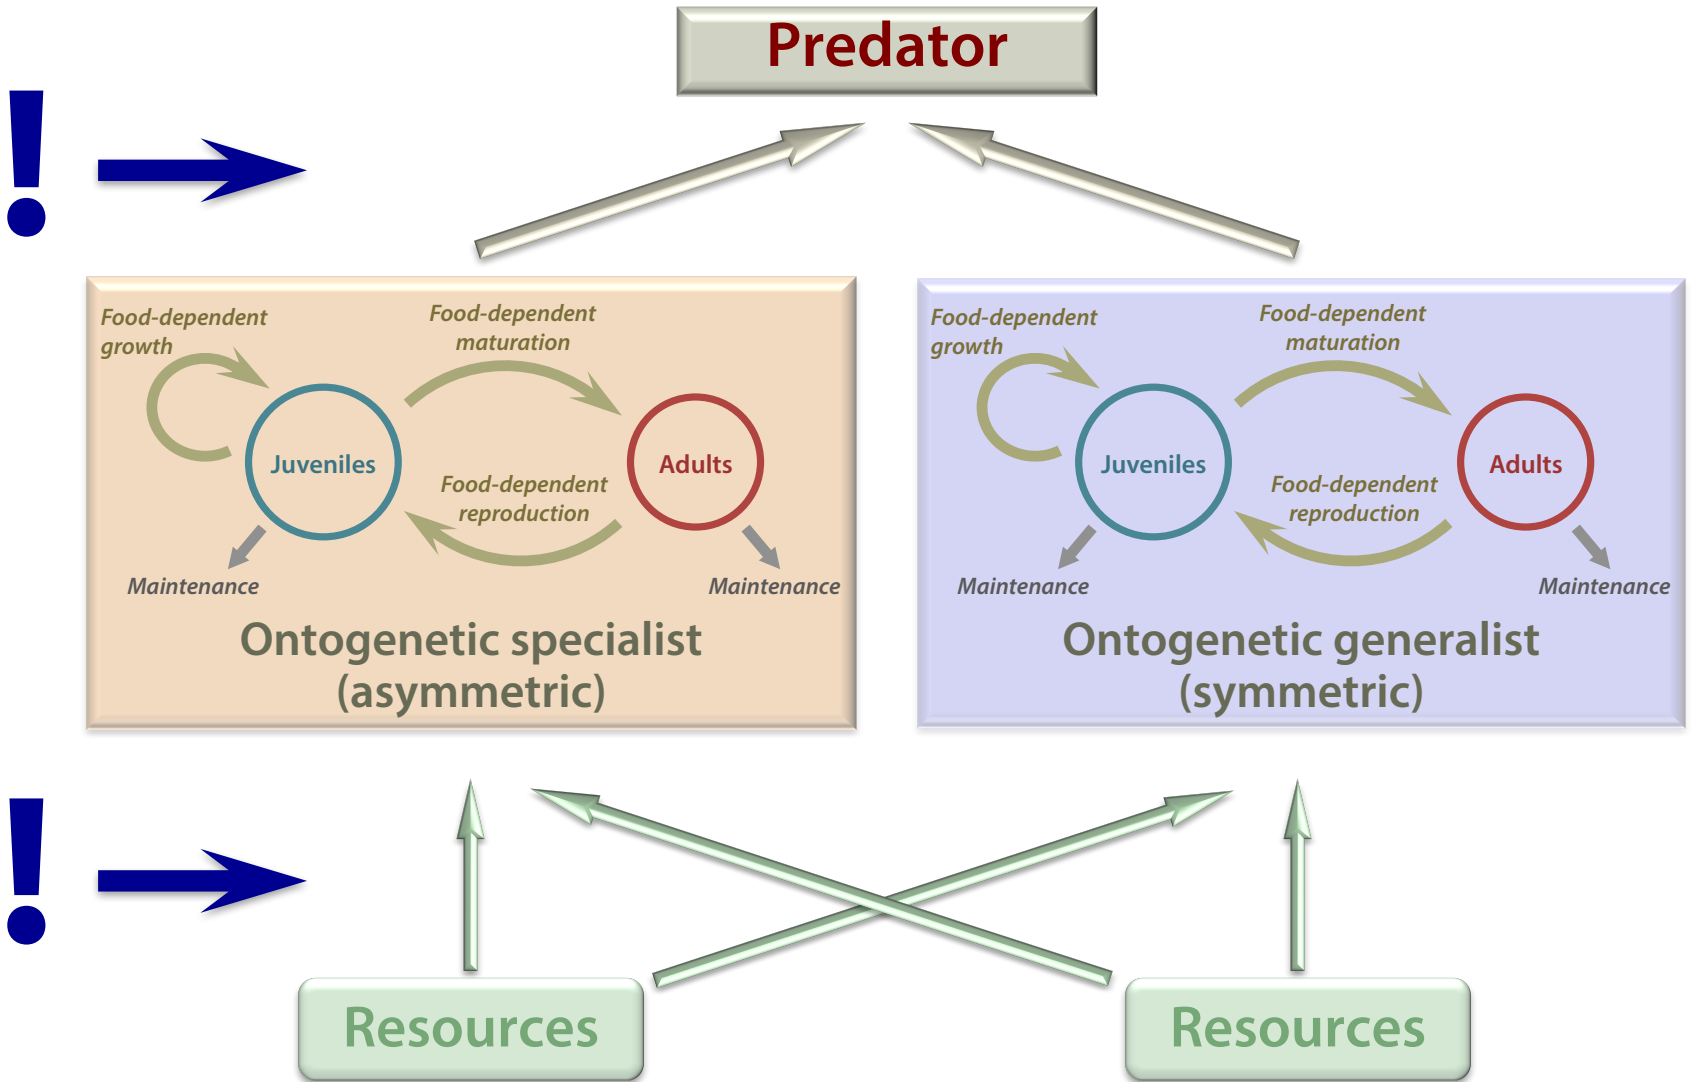 Predator
!
Food-dependent
growth
Food-dependent
maturation
Juveniles
Adults
Food-dependent
reproduction
Maintenance
Maintenance
Ontogenetic specialist
(asymmetric)
Food-dependent
growth
Food-dependent
maturation
Juveniles
Adults
Food-dependent
reproduction
Maintenance
Maintenance
Ontogenetic generalist
(symmetric)
!
Resources
Resources